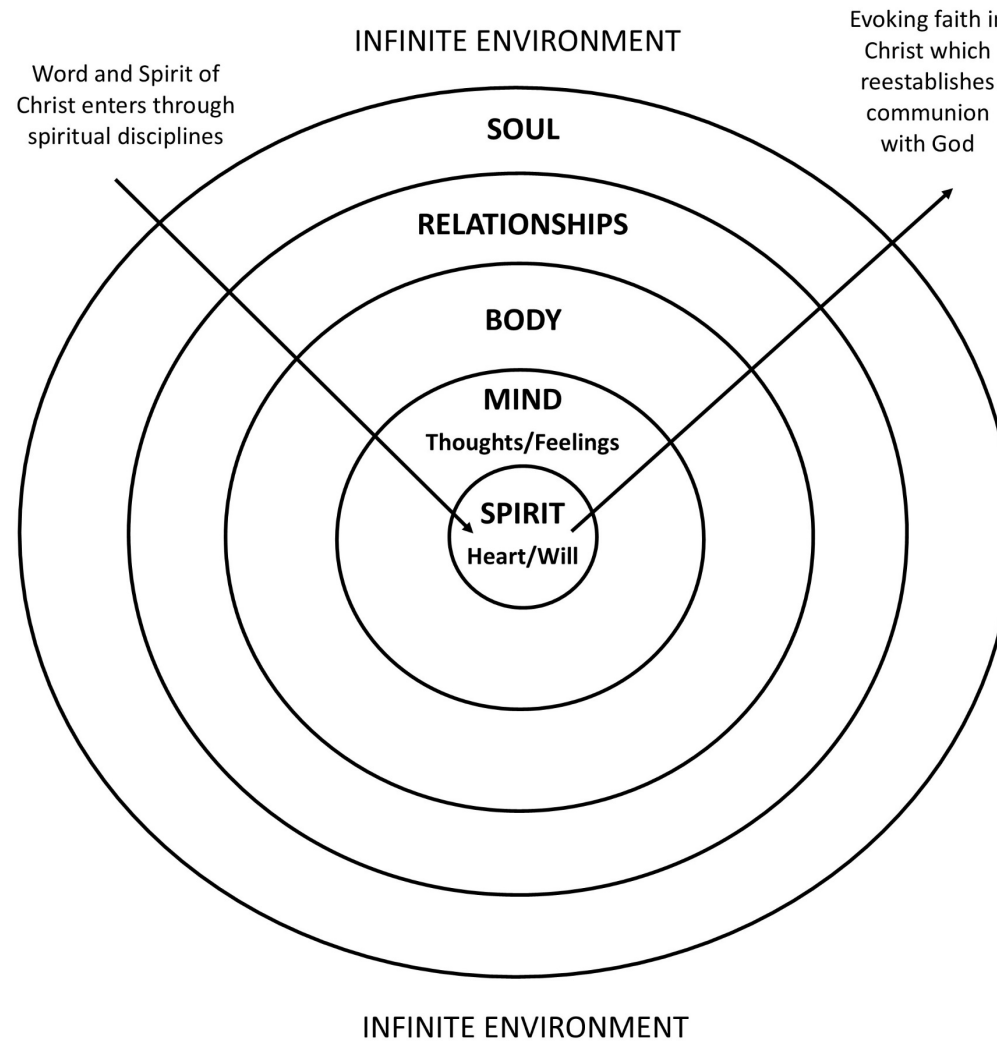 INFINITE ENVIRONMENT
Word and Spirit of
Christ enters through
spiritual disciplines
Evoking faith in
Christ which
reestablishes
communion
with God
SOUL
RELATIONSHIPS
BODY
MIND
Thoughts/Feelings
SPIRIT
Heart/Will
INFINITE ENVIRONMENT